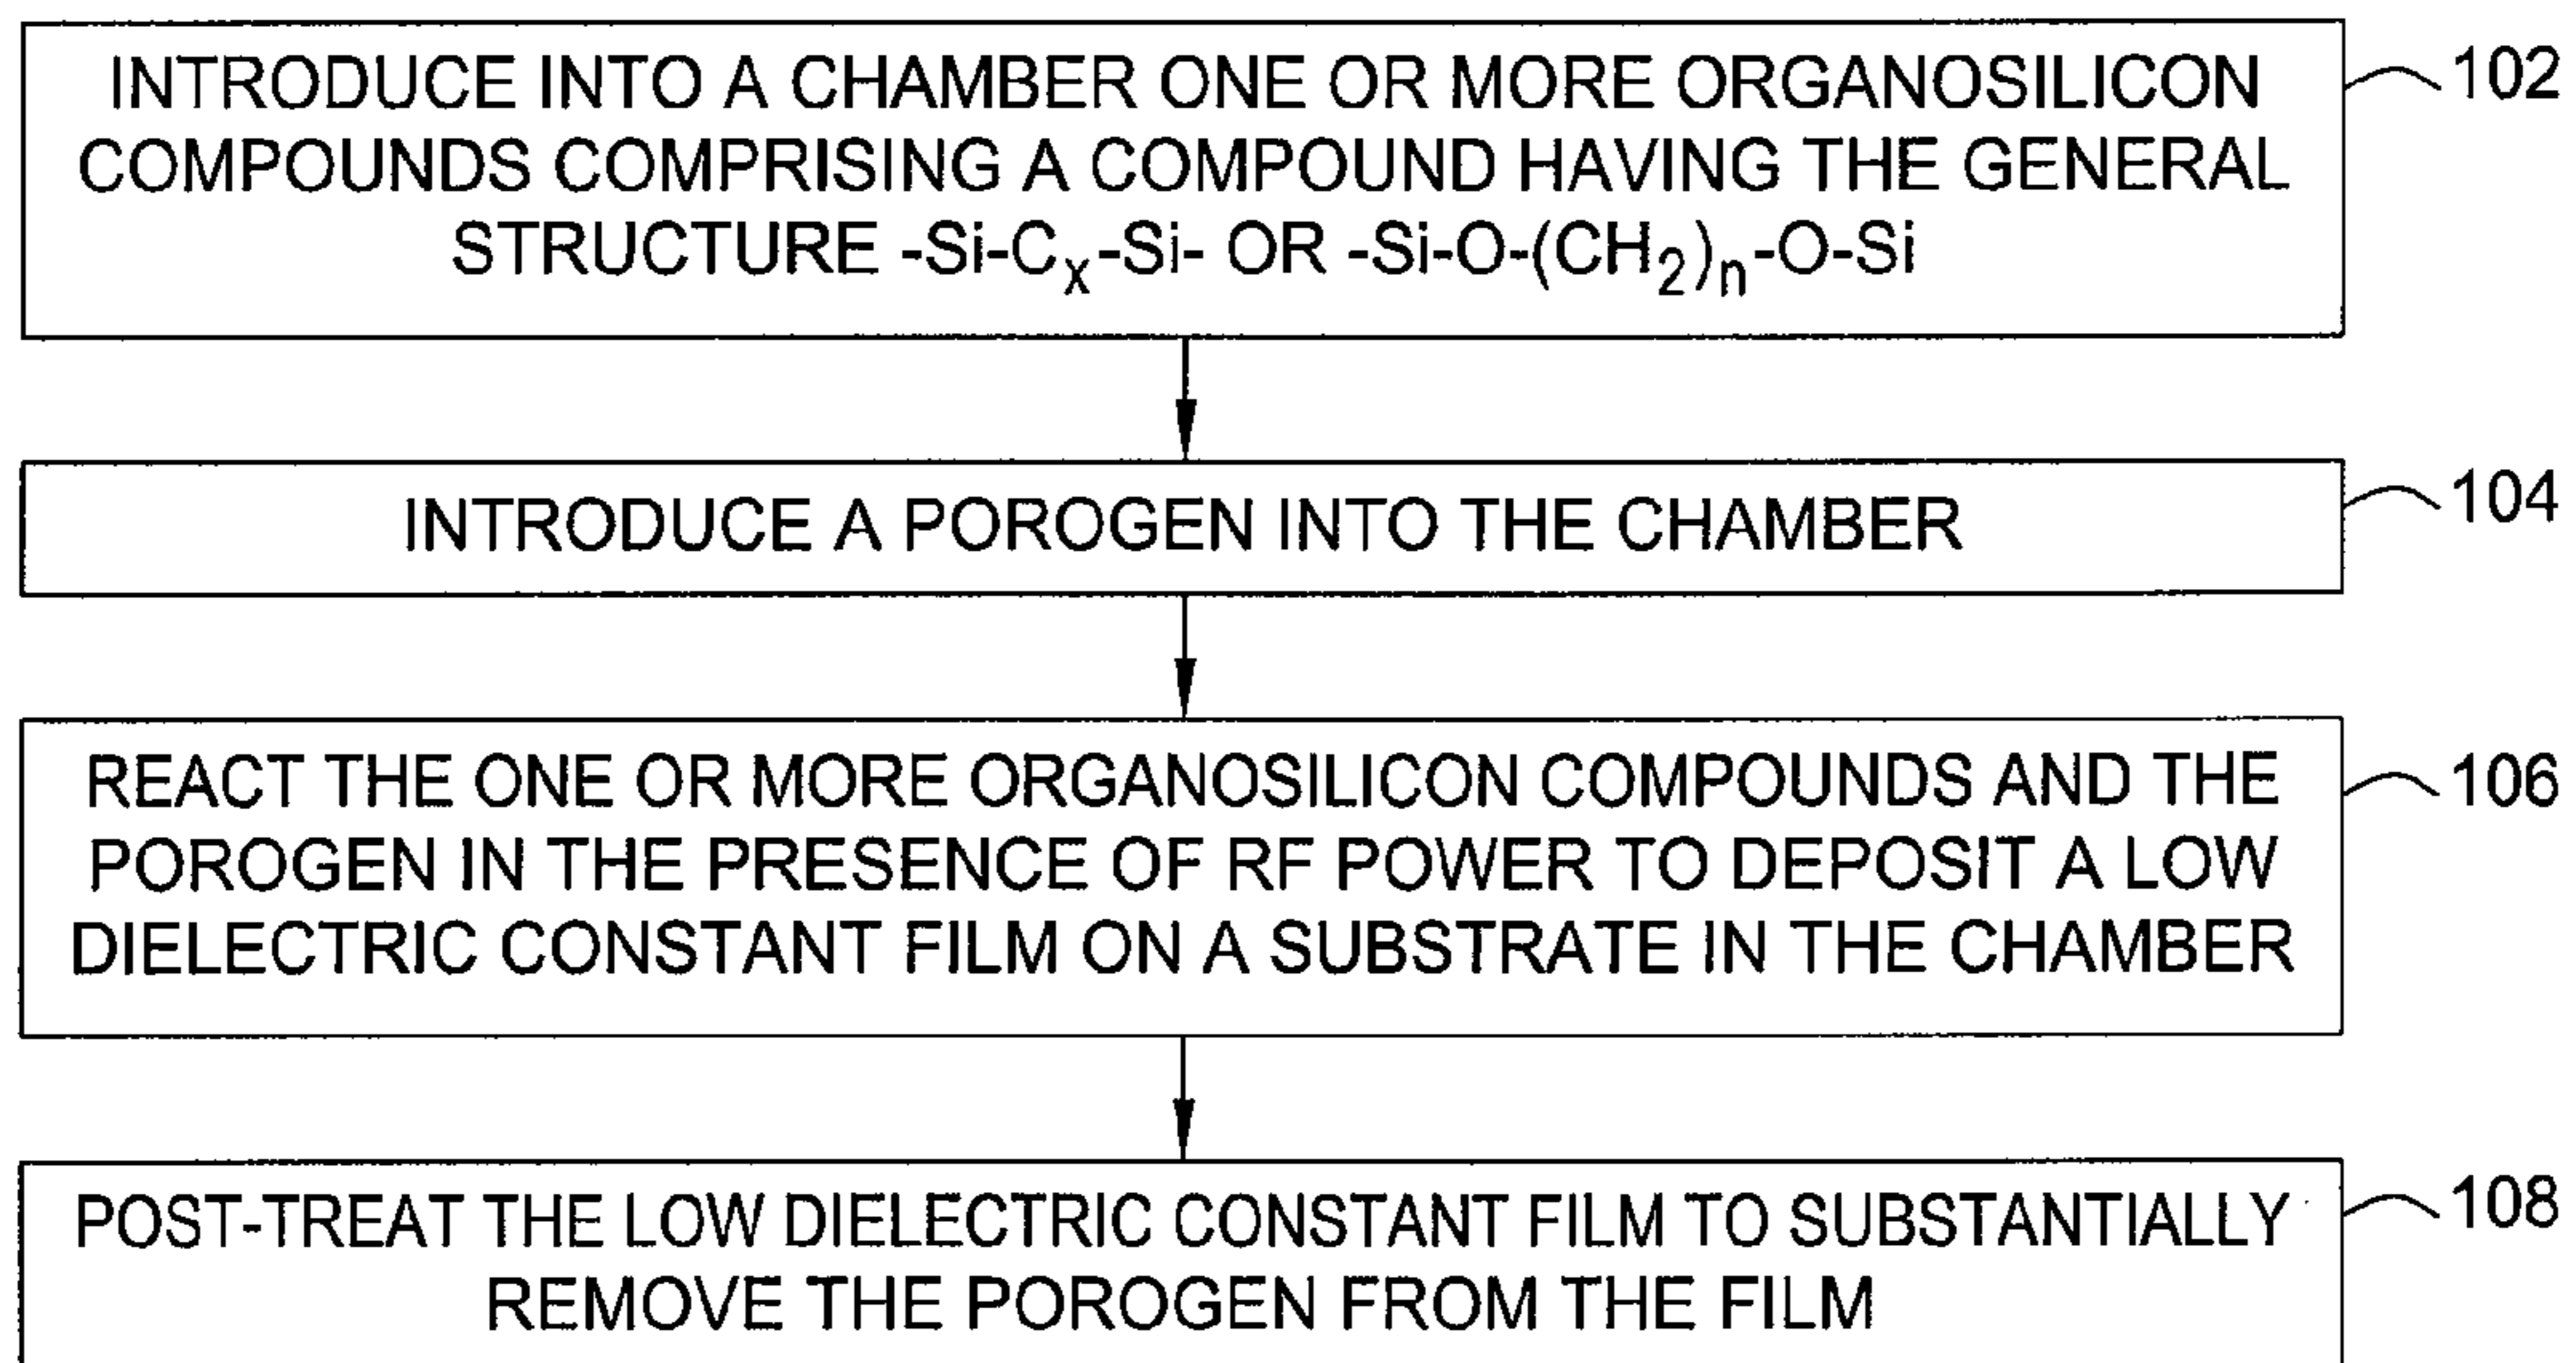 INTRODUCE INTO A CHAMBER ONE OR MORE ORGANOSILICON
COMPOUNDS COMPRISING A COMPOUND HAVING THE GENERAL
STRUCTURE -Si-Cₓ-Si- OR -Si-O-(CH₂)ₙ-O-Si
102
INTRODUCE A POROGEN INTO THE CHAMBER
104
REACT THE ONE OR MORE ORGANOSILICON COMPOUNDS AND THE
POROGEN IN THE PRESENCE OF RF POWER TO DEPOSIT A LOW
DIELECTRIC CONSTANT FILM ON A SUBSTRATE IN THE CHAMBER
106
POST-TREAT THE LOW DIELECTRIC CONSTANT FILM TO SUBSTANTIALLY
REMOVE THE POROGEN FROM THE FILM
108